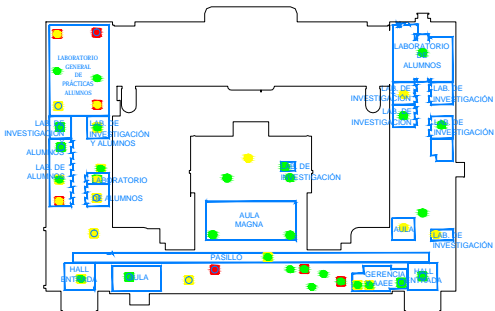 LABORATORIO
GENERAL
DE
PRÁCTICAS
ALUMNOS
LABORATORIO
DE
ALUMNOS
LAB. DE
INVESTIGACIÓN
LAB. DE
INVESTIGACIÓN
LAB. DE
INVESTIGACIÓN
LAB. DE
INVESTIGACIÓN
LAB. DE
INVESTIGACIÓN
LAB. DE
INVESTIGACIÓN
Y ALUMNOS
ALUMNOS
LAB. DE
ALUMNOS
LABORATORIO
DE ALUMNOS
LAB. DE
INVESTIGACIÓN
AULA
MAGNA
AULA
LAB. DE
INVESTIGACIÓN
PASILLO
HALL
ENTRADA
AULA
GERENCIA
Y AAEE
HALL
ENTRADA